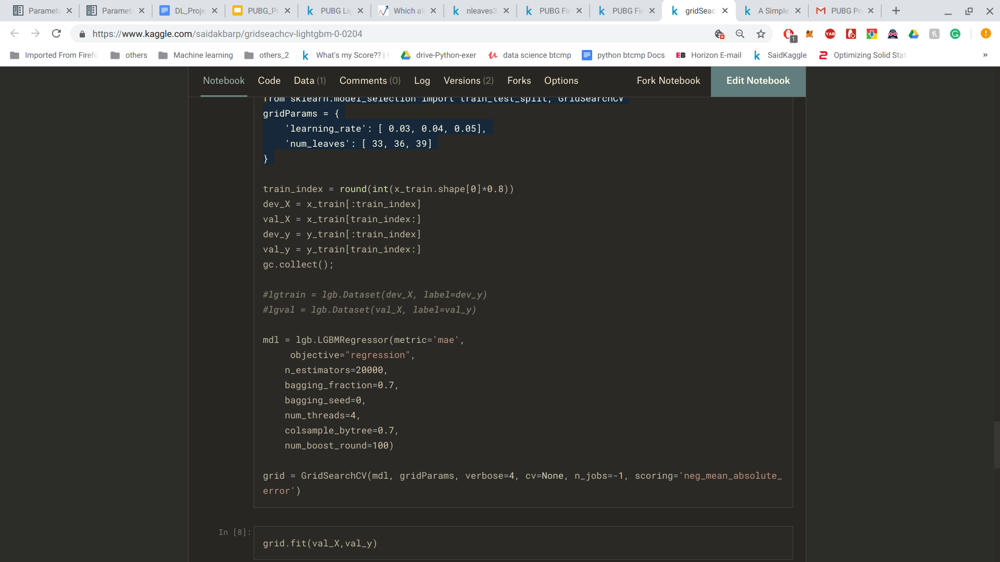 Paramete
Paramet
DL_Proje
PUBG_Pr
PUBG Lig
Which al
nleaves3
PUBG Fin
PUBG Fir
gridSeac
A Simple
PUBG Pr
https://www.kaggle.com/saidakbarp/gridseachcv-lightgbm-0-0204
1
YAB
Imported From Firefo
others
Machine learning
others_2
What's my Score?? |
drive-Python-exer
data science btcmp
python btcmp Docs
EB Horizon E-mail
SaidKaggle
Optimizing Solid Stat
»
Notebook Code Data (1) Comments (0) Log Versions (2) Forks Options Fork Notebook Edit Notebook
from sklearn.model_selection import train_test_split, GridSearchCV
gridParams = {
    'learning_rate': [ 0.03, 0.04, 0.05],
    'num_leaves': [ 33, 36, 39]
}
train_index = round(int(x_train.shape[0]*0.8))
dev_X = x_train[:train_index]
val_X = x_train[train_index:]
dev_y = y_train[:train_index]
val_y = y_train[train_index:]
gc.collect();
#lgtrain = lgb.Dataset(dev_X, label=dev_y)
#lgval = lgb.Dataset(val_X, label=val_y)
mdl = lgb.LGBMRegressor(metric='mae',
     objective="regression",
    n_estimators=20000,
    bagging_fraction=0.7,
    bagging_seed=0,
    num_threads=4,
    colsample_bytree=0.7,
    num_boost_round=100)
grid = GridSearchCV(mdl, gridParams, verbose=4, cv=None, n_jobs=-1, scoring='neg_mean_absolute_
error')
In [8]:
grid.fit(val_X,val_y)